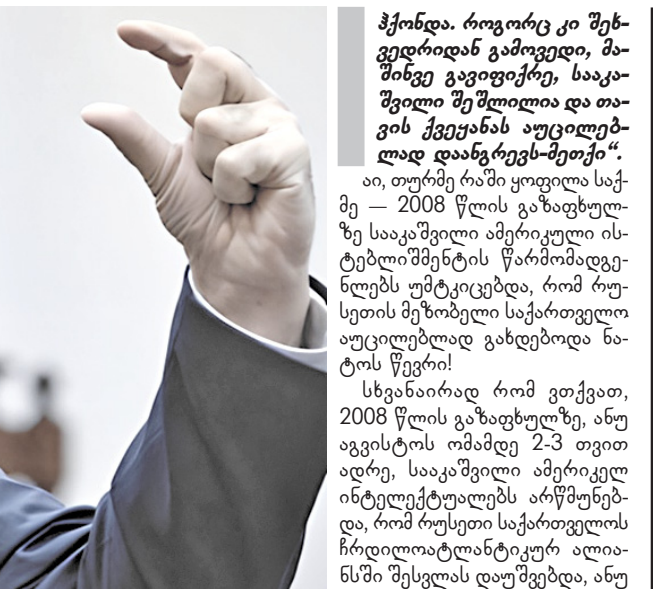 ჰქონდა. როგორც კი შეხ-
ვედრიდან გამოვედი, მა-
შინვე გავიფიქრე, სააკა-
შვილი შეშლილია და თა-
ვის ქვეყანას აუცილებ-
ლად დაანგრევს-მეთქი“.
აი, თურმე რაში ყოფილა საქ-
მე — 2008 წლის გაზაფხულ-
ზე სააკაშვილი ამერიკული ის-
ტებლიშმენტის წარმომადგე-
ნლებს უმტკიცებდა, რომ რუ-
სეთის მეზობელი საქართველო
აუცილებლად გახდებოდა ნა-
ტოს წევრი!
სხვანაირად რომ ვთქვათ,
2008 წლის გაზაფხულზე, ანუ
აგვისტოს ომამდე 2-3 თვით
ადრე, სააკაშვილი ამერიკელ
ინტელექტუალებს არწმუნებ-
და, რომ რუსეთი საქართველოს
ჩრდილოატლანტიკურ ალია-
ნსში შესვლას დაუშვებდა, ანუ